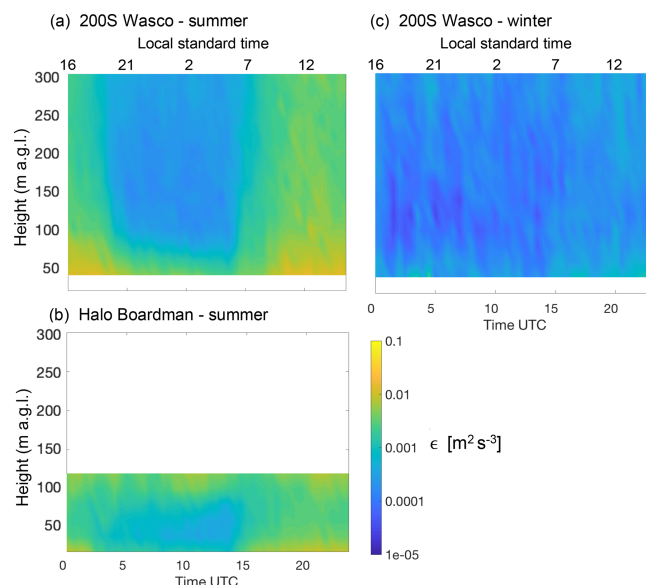 (a) 200S Wasco - summer
Local standard time
16 21 2 7 12
300
250
200
150
100
50
Height (m a.g.l.)
(c) 200S Wasco - winter
Local standard time
16 21 2 7 12
0 5 10 15 20
Time UTC
(b) Halo Boardman - summer
300
250
200
150
100
50
Height (m a.g.l.)
0 5 10 15 20
Time UTC
0.1
0.01
0.001
0.0001
1e-05
ϵ [m² s⁻³]